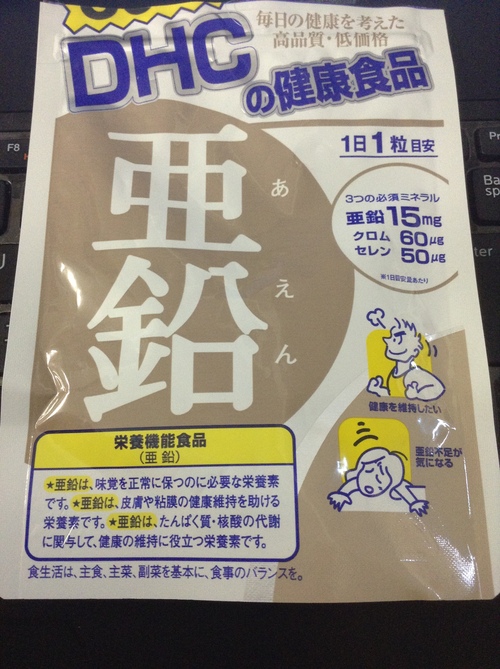 毎日の健康を考えた
高品質・低価格
DHC
の健康食品
1日1粒目安
亜鉛
あえん
3つの必須ミネラル
亜鉛15mg
クロム 60μg
セレン 50μg
※1日目安量あたり
健康を維持したい
亜鉛不足が
気になる
栄養機能食品
(亜鉛)
★亜鉛は、味覚を正常に保つのに必要な栄養素
です。★亜鉛は、皮膚や粘膜の健康維持を助ける
栄養素です。★亜鉛は、たんぱく質・核酸の代謝
に関与して、健康の維持に役立つ栄養素です。
食生活は、主食、主菜、副菜を基本に、食事のバランスを。
F8